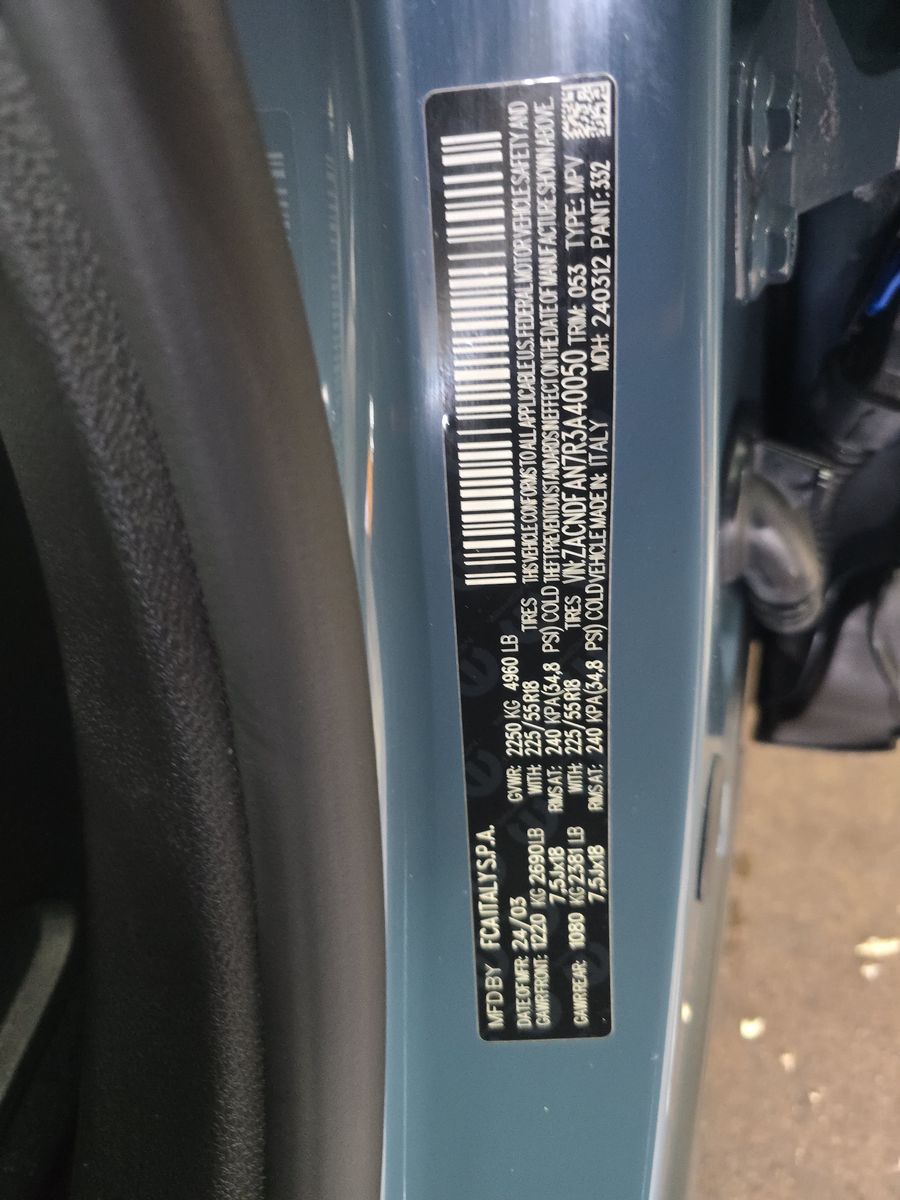 MFD BY FCA ITALY S.P.A.
DATE OF MFR: 24/03 GVWR: 2250 KG 4960 LB
GAWR FRONT: 1220 KG 2690 LB WITH: 225/55R18 TIRES
7,5Jx18 RIMS AT: 240 KPA(34,8 PSI) COLD
GAWR REAR: 1080 KG 2381 LB WITH: 225/55R18 TIRES
7,5Jx18 RIMS AT: 240 KPA(34,8 PSI) COLD
THIS VEHICLE CONFORMS TO ALL APPLICABLE U.S. FEDERAL MOTOR VEHICLE SAFETY AND
THEFT PREVENTION STANDARDS IN EFFECT ON THE DATE OF MANUFACTURE SHOWN ABOVE.
VIN: ZACNDFAN7R3A40050 TRIM: 053 TYPE: MPV
VEHICLE MADE IN: ITALY MDH: 240312 PAINT: 332